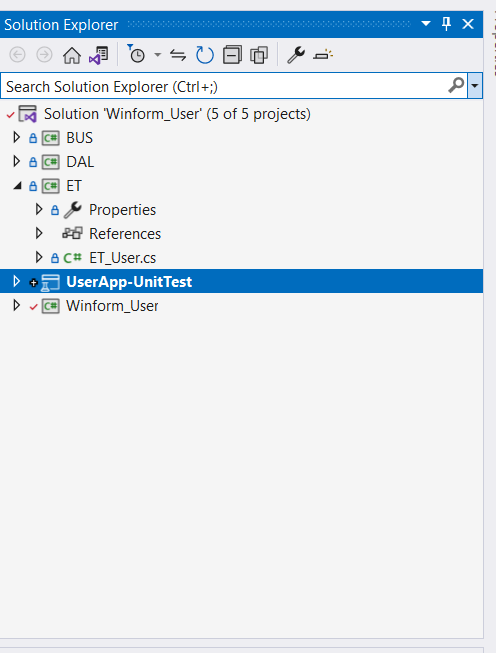 Solution Explorer
Search Solution Explorer (Ctrl+;)
Solution 'Winform_User' (5 of 5 projects)
C# BUS
C# DAL
C# ET
Properties
References
C# ET_User.cs
UserApp-UnitTest
C# Winform_User